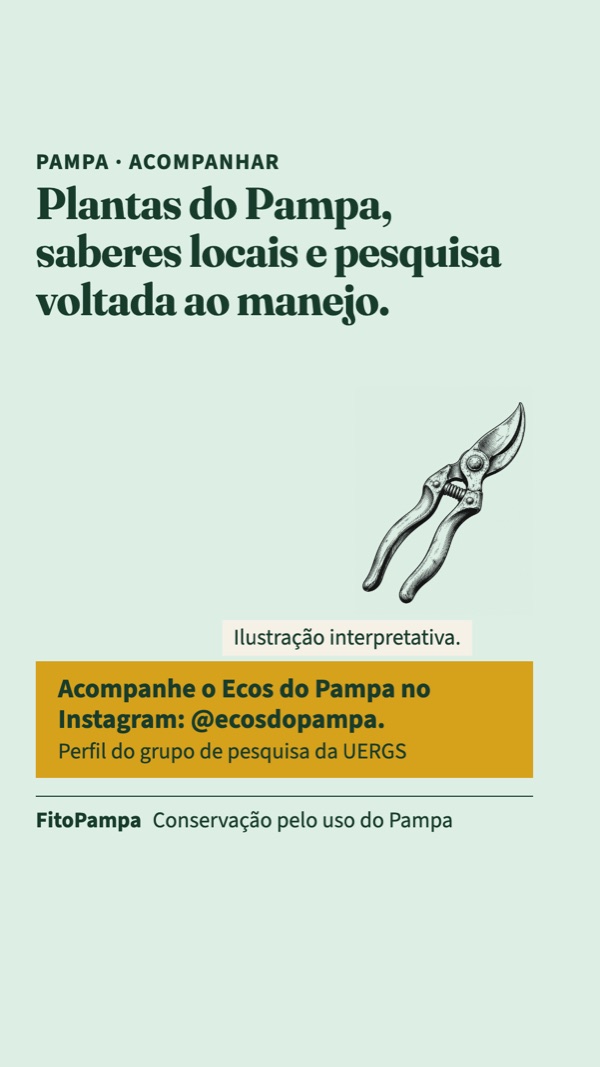 PAMPA · ACOMPANHAR
Plantas do Pampa,
saberes locais e pesquisa
voltada ao manejo.
Ilustração interpretativa.
Acompanhe o Ecos do Pampa no
Instagram: @ecosdopampa.
Perfil do grupo de pesquisa da UERGS
FitoPampa Conservação pelo uso do Pampa